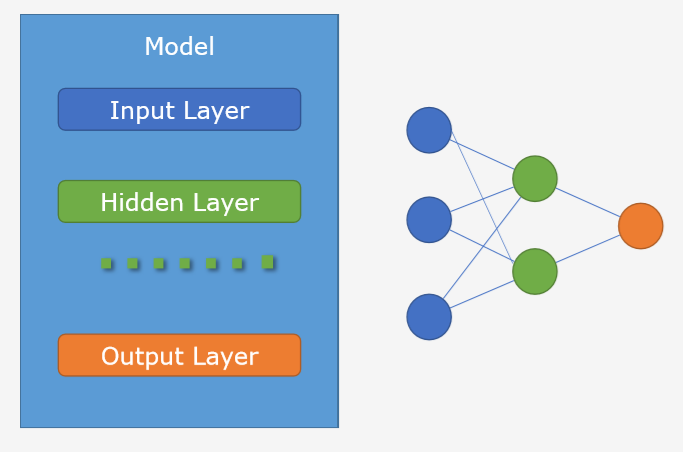 Model
Input Layer
Hidden Layer
Output Layer